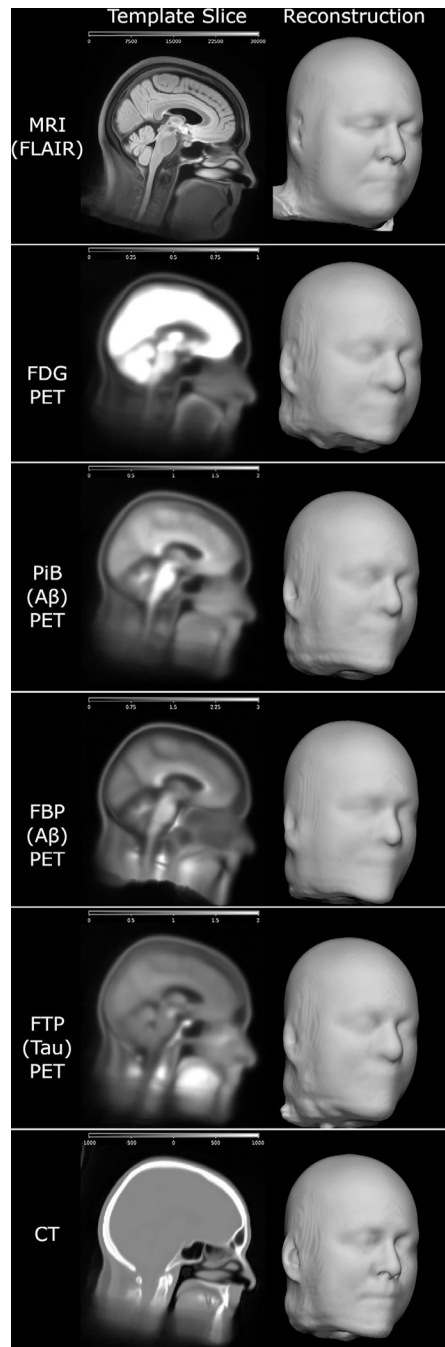 Template Slice Reconstruction
0 7500 15000 22500 30000
MRI
(FLAIR)
0 0.25 0.5 0.75 1
FDG
PET
0 0.5 1 1.5 2
PiB
(Aβ)
PET
0 0.75 1.5 2.25 3
FBP
(Aβ)
PET
0 0.5 1 1.5 2
FTP
(Tau)
PET
-1000 -500 0 500 1000
CT